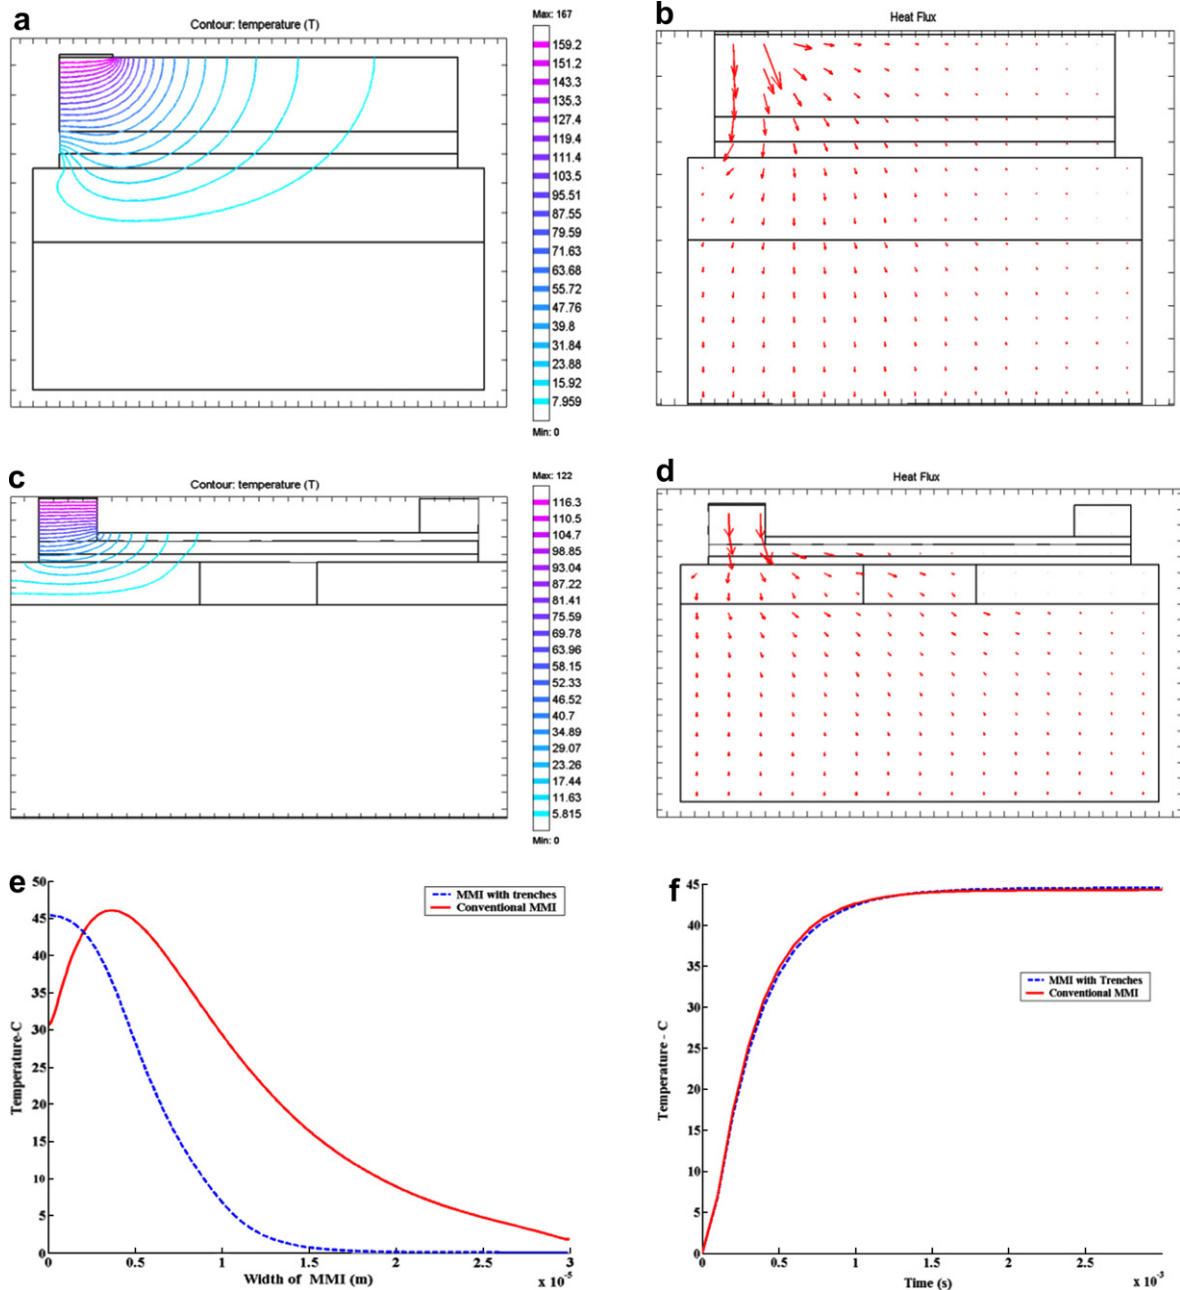 a
Contour: temperature (T)
Max: 167
159.2
151.2
143.3
135.3
127.4
119.4
111.4
103.5
95.51
87.55
79.59
71.63
63.68
55.72
47.76
39.8
31.84
23.88
15.92
7.959
Min: 0
b
Heat Flux
c
Contour: temperature (T)
Max: 122
116.3
110.5
104.7
98.85
93.04
87.22
81.41
75.59
69.78
63.96
58.15
52.33
46.52
40.7
34.89
29.07
23.26
17.44
11.63
5.815
Min: 0
d
Heat Flux
e
50
45
40
35
30
25
20
15
10
5
0
Temperature-C
MMI with trenches
Conventional MMI
0 0.5 1 1.5 2 2.5 3
Width of MMI (m)
x 10⁻⁵
f
45
40
35
30
25
20
15
10
5
0
Temperature - C
MMI with Trenches
Conventional MMI
0 0.5 1 1.5 2 2.5
Time (s)
x 10⁻³